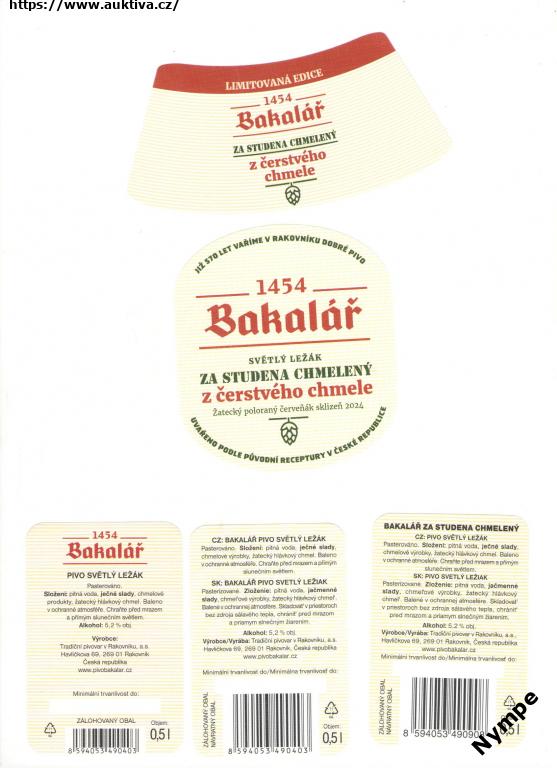 https://www.auktiva.cz/
LIMITOVANÁ EDICE
1454
Bakalář
ZA STUDENA CHMELENÝ
z čerstvého
chmele
JIŽ 570 LET VAŘÍME V RAKOVNÍKU DOBRÉ PIVO
1454
Bakalář
SVĚTLÝ LEŽÁK
ZA STUDENA CHMELENÝ
z čerstvého chmele
Žatecký poloraný červeňák sklizeň 2024
UVAŘENO PODLE PŮVODNÍ RECEPTURY V ČESKÉ REPUBLICE
1454
Bakalář
PIVO SVĚTLÝ LEŽÁK
Pasterováno.
Složení: pitná voda, ječné slady, chmelové
produkty, žatecký hlávkový chmel. Baleno
v ochranné atmosféře. Chraňte před mrazem
a přímým slunečním světlem.
Alkohol: 5,2 % obj.
Výrobce:
Tradiční pivovar v Rakovníku, a.s.
Havlíčkova 69, 269 01 Rakovník
Česká republika
www.pivobakalar.cz
Minimální trvanlivost do:
ZÁLOHOVANÝ OBAL
Objem:
0,5 l
8 594053 490403
CZ: BAKALÁŘ PIVO SVĚTLÝ LEŽÁK
Pasterováno. Složení: pitná voda, ječné slady,
chmelové výrobky, žatecký hlávkový chmel. Baleno
v ochranné atmosféře. Chraňte před mrazem a přímým
slunečním světlem.
SK: BAKALÁŘ PIVO SVETLÝ LEŽIAK
Pasterizované. Zloženie: pitná voda, jačmenné
slady, chmeľové výrobky, žatecký hlávkový chmeľ.
Balené v ochrannej atmosfére. Skladovať v priestoroch
bez zdroja sálavého tepla, chrániť pred mrazom
a priamym slnečným žiarením.
Alkohol: 5,2 % obj.
Výrobce/Výrobca: Tradiční pivovar v Rakovníku, a.s.
Havlíčkova 69, 269 01 Rakovník, Česká republika
www.pivobakalar.cz
Minimální trvanlivost do/Minimálna trvanlivosť do:
ZÁLOHOVANÝ OBAL
NÁVRATNÝ OBAL
Objem:
0,5 l
8 594053 490403
BAKALÁŘ ZA STUDENA CHMELENÝ
CZ: PIVO SVĚTLÝ LEŽÁK
Pasterováno. Složení: pitná voda, ječné slady,
chmelové výrobky, žatecký hlávkový chmel. Baleno
v ochranné atmosféře. Chraňte před mrazem a přímým
slunečním světlem.
SK: PIVO SVETLÝ LEŽIAK
Pasterizované. Zloženie: pitná voda, jačmenné
slady, chmeľové výrobky, žatecký hlávkový chmeľ.
Balené v ochrannej atmosfére. Skladovať
v priestoroch bez zdroja sálavého tepla, chrániť
pred mrazom a priamym slnečným žiarením.
Alkohol: 5,2 % obj.
Výrobce/Výrobca: Tradiční pivovar v Rakovníku, a.s.
Havlíčkova 69, 269 01 Rakovník, Česká republika
www.pivobakalar.cz
Minimální trvanlivost do/Minimálna trvanlivosť do:
ZÁLOHOVANÝ OBAL
NÁVRATNÝ OBAL
0,5 l
8 594053 490908
Nympe